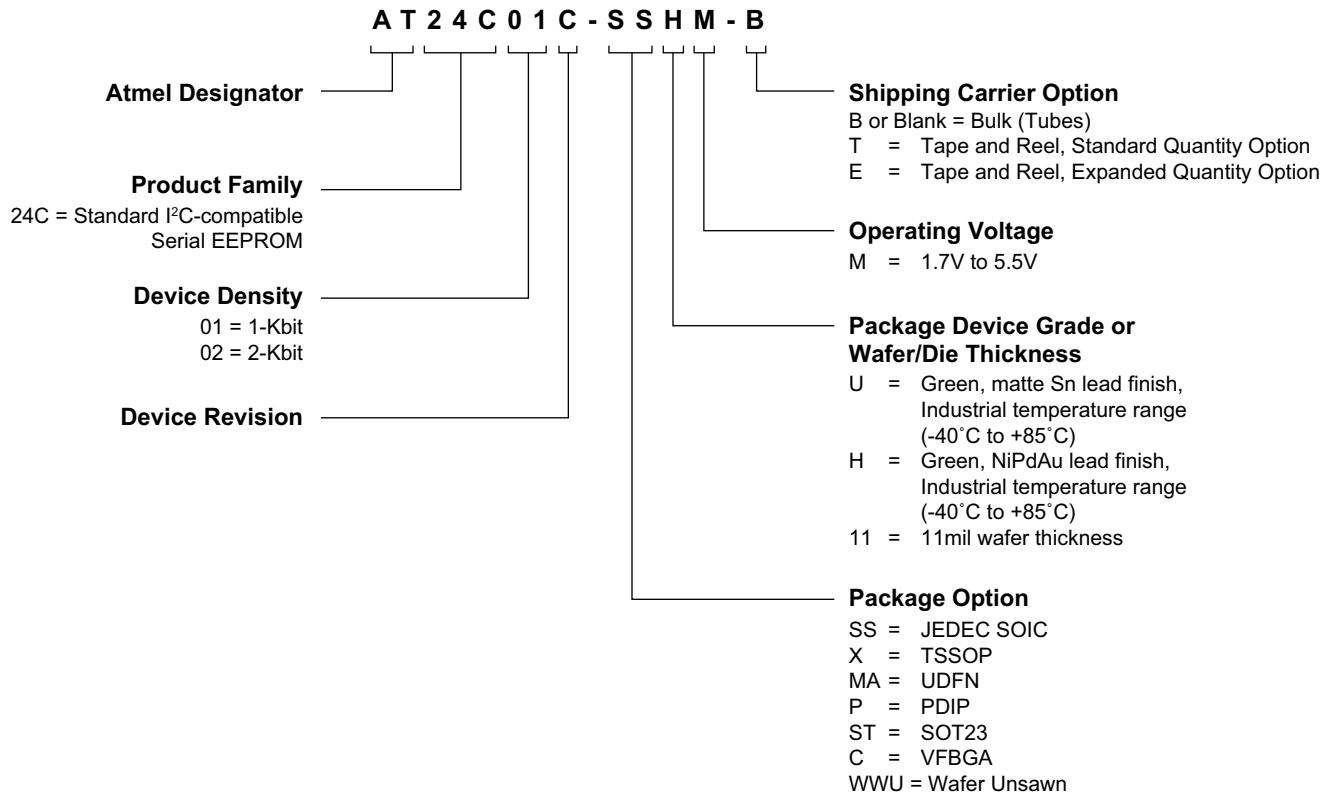 AT24C01C-SSHM-B
Atmel Designator
Product Family
24C = Standard I²C-compatible
Serial EEPROM
Device Density
01 = 1-Kbit
02 = 2-Kbit
Device Revision
Shipping Carrier Option
B or Blank = Bulk (Tubes)
T = Tape and Reel, Standard Quantity Option
E = Tape and Reel, Expanded Quantity Option
Operating Voltage
M = 1.7V to 5.5V
Package Device Grade or
Wafer/Die Thickness
U = Green, matte Sn lead finish,
Industrial temperature range
(-40˚C to +85˚C)
H = Green, NiPdAu lead finish,
Industrial temperature range
(-40˚C to +85˚C)
11 = 11mil wafer thickness
Package Option
SS = JEDEC SOIC
X = TSSOP
MA = UDFN
P = PDIP
ST = SOT23
C = VFBGA
WWU = Wafer Unsawn